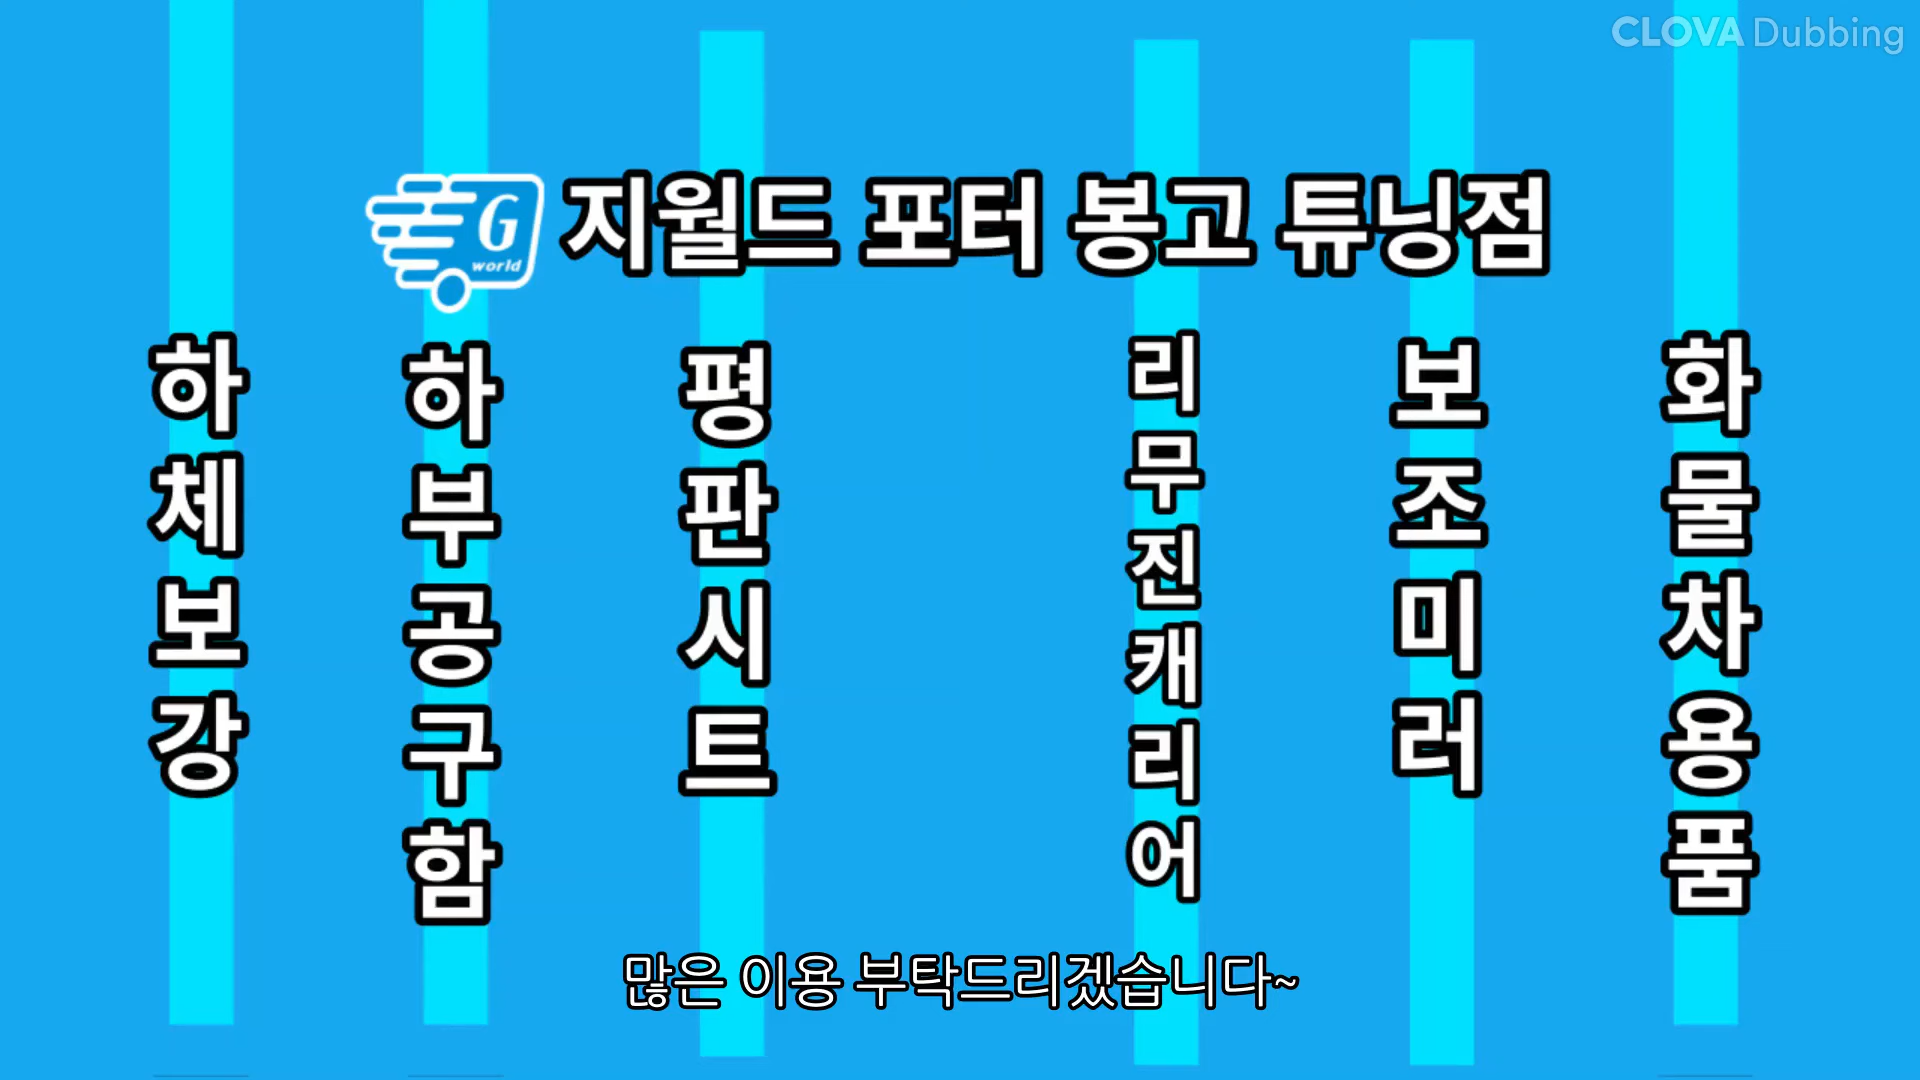 CLOVA Dubbing
G
world
지월드 포터 봉고 튜닝점
하체보강
하부공구함
평판시트
리무진캐리어
보조미러
화물차용품
많은 이용 부탁드리겠습니다~